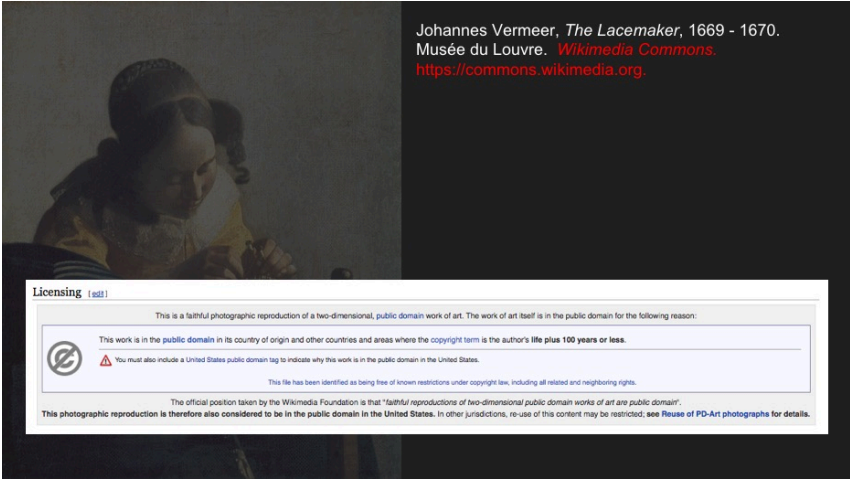 Johannes Vermeer, The Lacemaker, 1669 - 1670.
Musée du Louvre. Wikimedia Commons.
https://commons.wikimedia.org.
Licensing [edit]
This is a faithful photographic reproduction of a two-dimensional, public domain work of art. The work of art itself is in the public domain for the following reason:
This work is in the public domain in its country of origin and other countries and areas where the copyright term is the author's life plus 100 years or less.
You must also include a United States public domain tag to indicate why this work is in the public domain in the United States.
This file has been identified as being free of known restrictions under copyright law, including all related and neighboring rights.
The official position taken by the Wikimedia Foundation is that "faithful reproductions of two-dimensional public domain works of art are public domain".
This photographic reproduction is therefore also considered to be in the public domain in the United States. In other jurisdictions, re-use of this content may be restricted; see Reuse of PD-Art photographs for details.